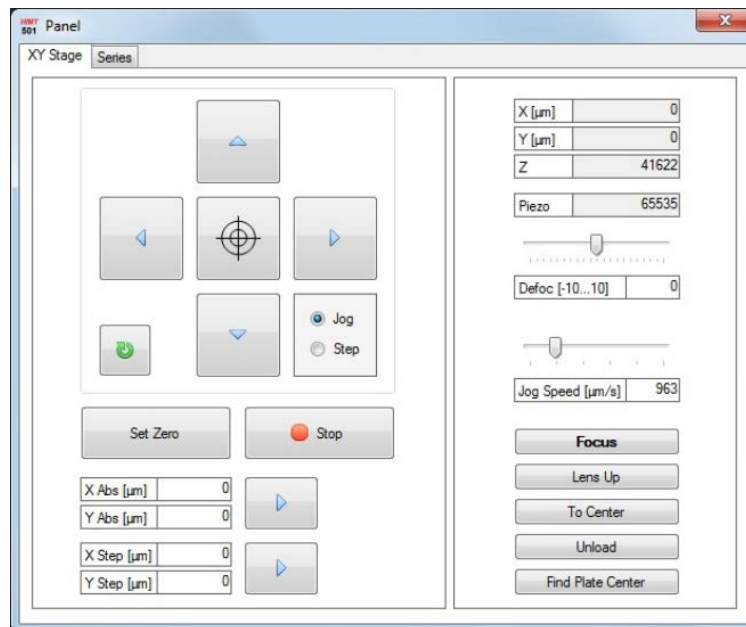 HIMT 501 Panel
XY Stage Series
Jog
Step
Set Zero Stop
X Abs [µm] 0
Y Abs [µm] 0
X Step [µm] 0
Y Step [µm] 0
X [µm] 0
Y [µm] 0
Z 41622
Piezo 65535
Defoc [-10...10] 0
Jog Speed [µm/s] 963
Focus
Lens Up
To Center
Unload
Find Plate Center